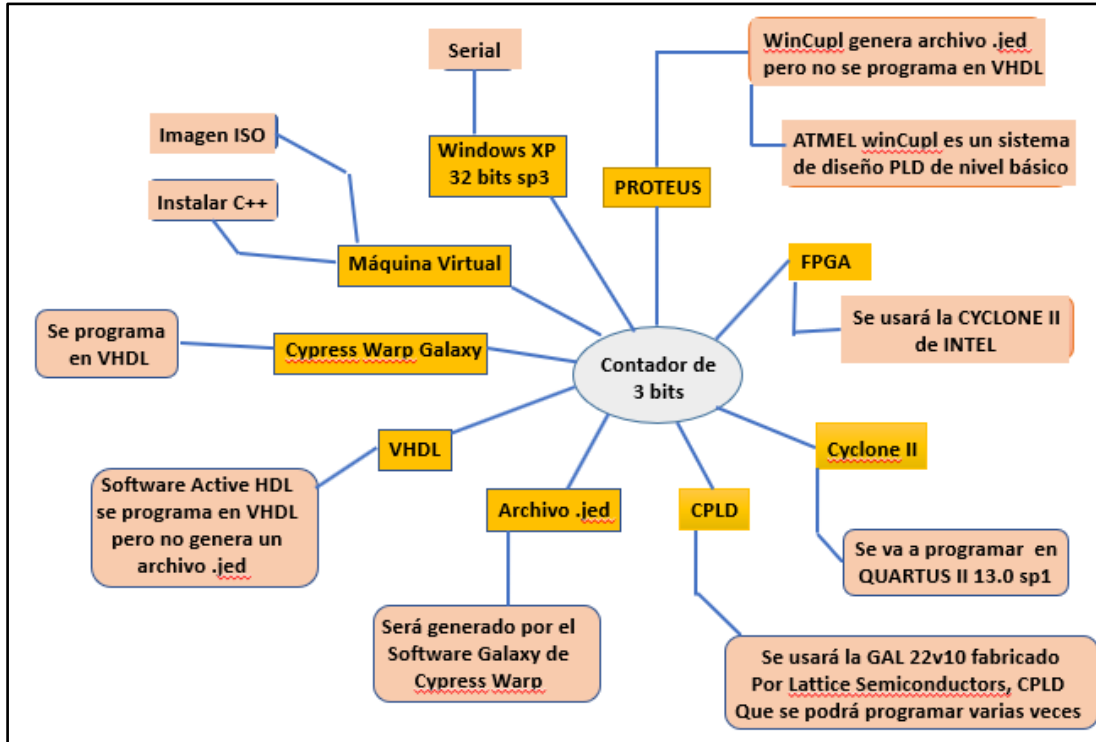 Serial
WinCupl genera archivo .jed
pero no se programa en VHDL
Imagen ISO
Windows XP
32 bits sp3
ATMEL winCupl es un sistema
de diseño PLD de nivel básico
PROTEUS
Instalar C++
Máquina Virtual
FPGA
Se usará la CYCLONE II
de INTEL
Se programa
en VHDL
Cypress Warp Galaxy
Contador de
3 bits
VHDL
Cyclone II
Software Active HDL
se programa en VHDL
pero no genera un
archivo .jed
Archivo .jed
CPLD
Se va a programar en
QUARTUS II 13.0 sp1
Será generado por el
Software Galaxy de
Cypress Warp
Se usará la GAL 22v10 fabricado
Por Lattice Semiconductors, CPLD
Que se podrá programar varias veces